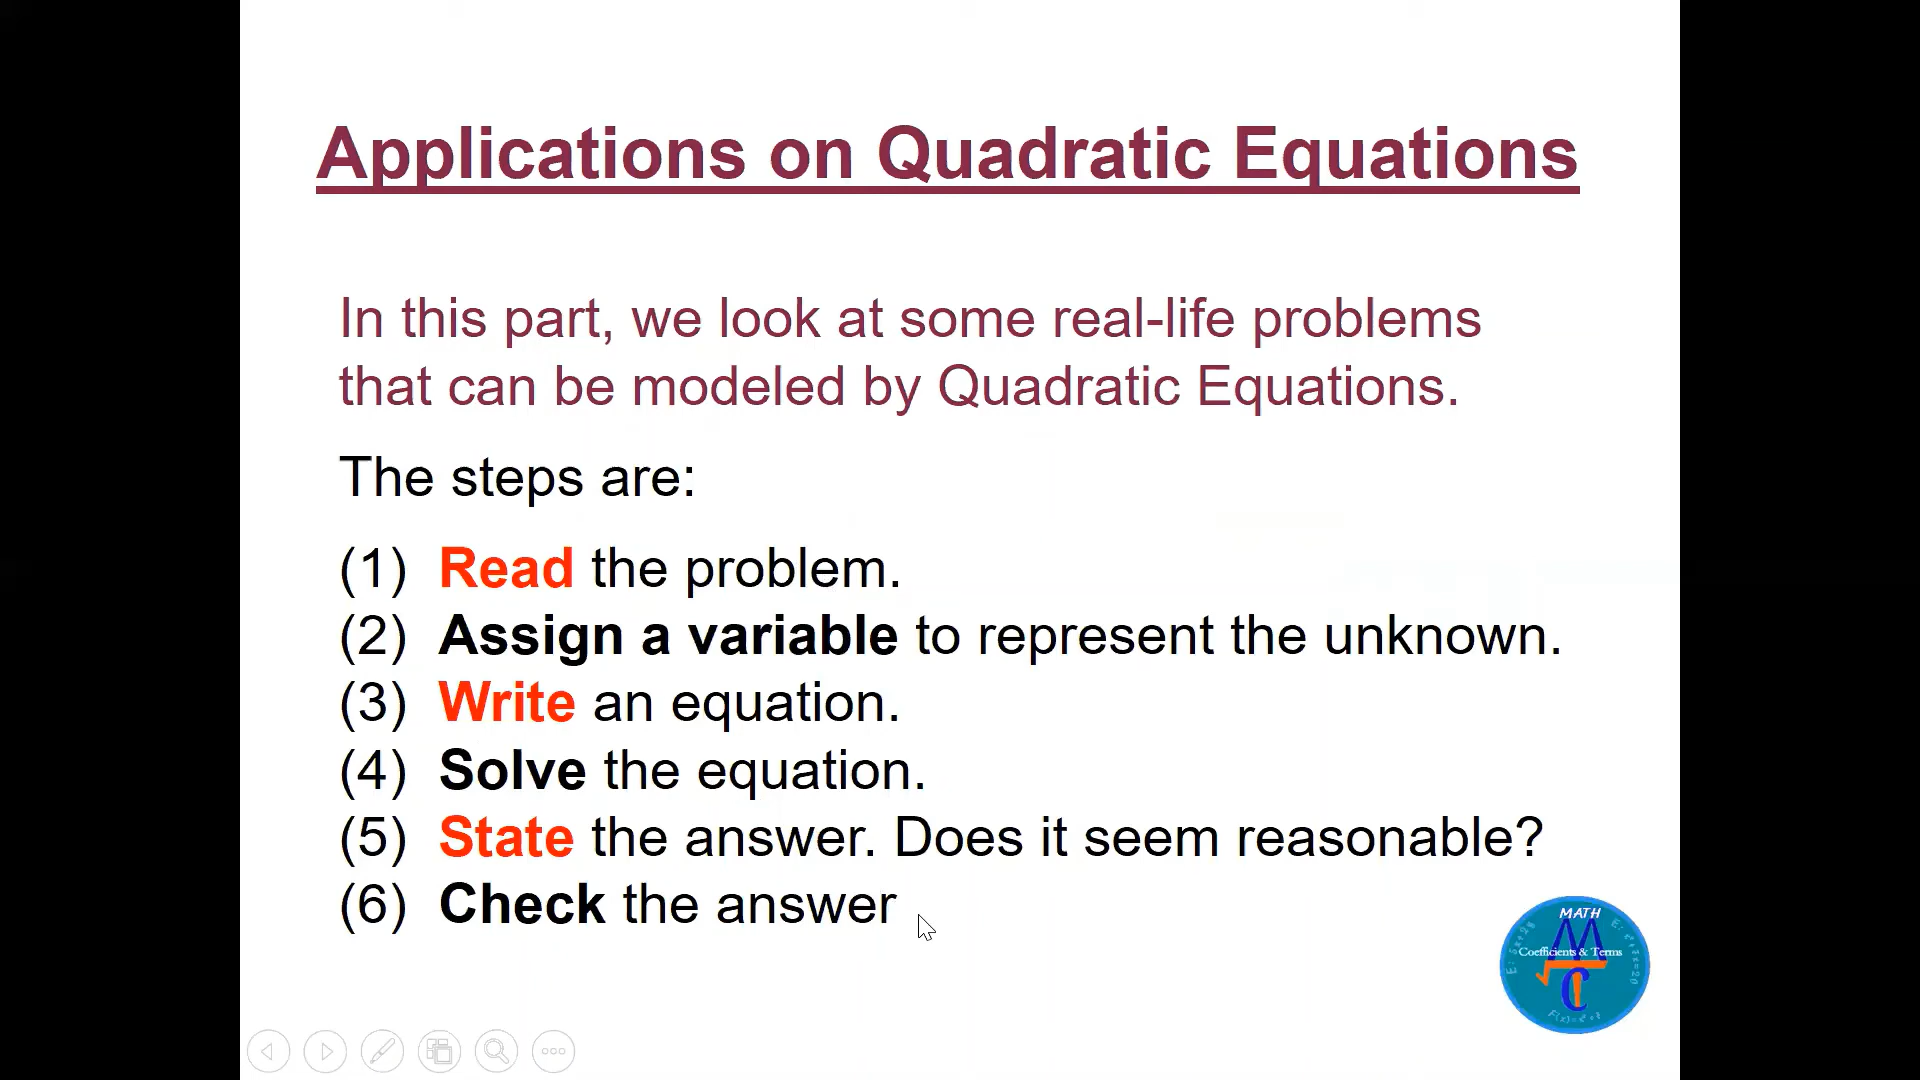 Applications on Quadratic Equations
In this part, we look at some real-life problems
that can be modeled by Quadratic Equations.
The steps are:
(1) Read the problem.
(2) Assign a variable to represent the unknown.
(3) Write an equation.
(4) Solve the equation.
(5) State the answer. Does it seem reasonable?
(6) Check the answer
MATH
Coefficients & Terms